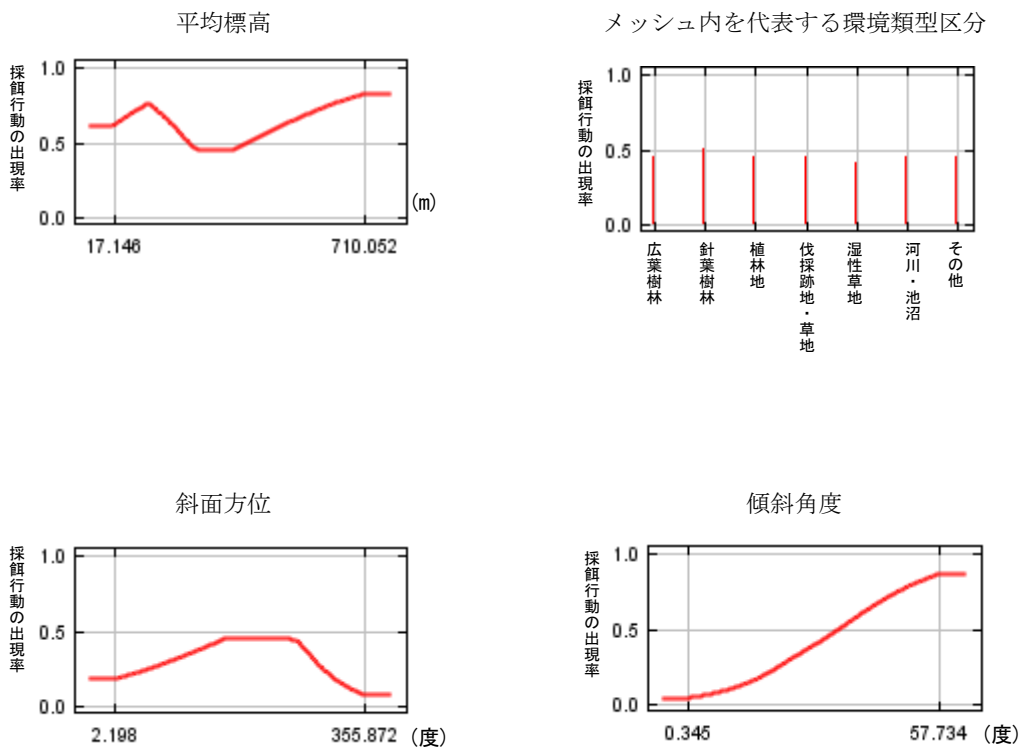 平均標高
採餌行動の出現率
1.0
0.5
0.0
17.146
710.052
(m)
メッシュ内を代表する環境類型区分
採餌行動の出現率
1.0
0.5
0.0
広葉樹林
針葉樹林
植林地
伐採跡地・草地
湿性草地
河川・池沼
その他
斜面方位
採餌行動の出現率
1.0
0.5
0.0
2.198
355.872
(度)
傾斜角度
採餌行動の出現率
1.0
0.5
0.0
0.345
57.734
(度)